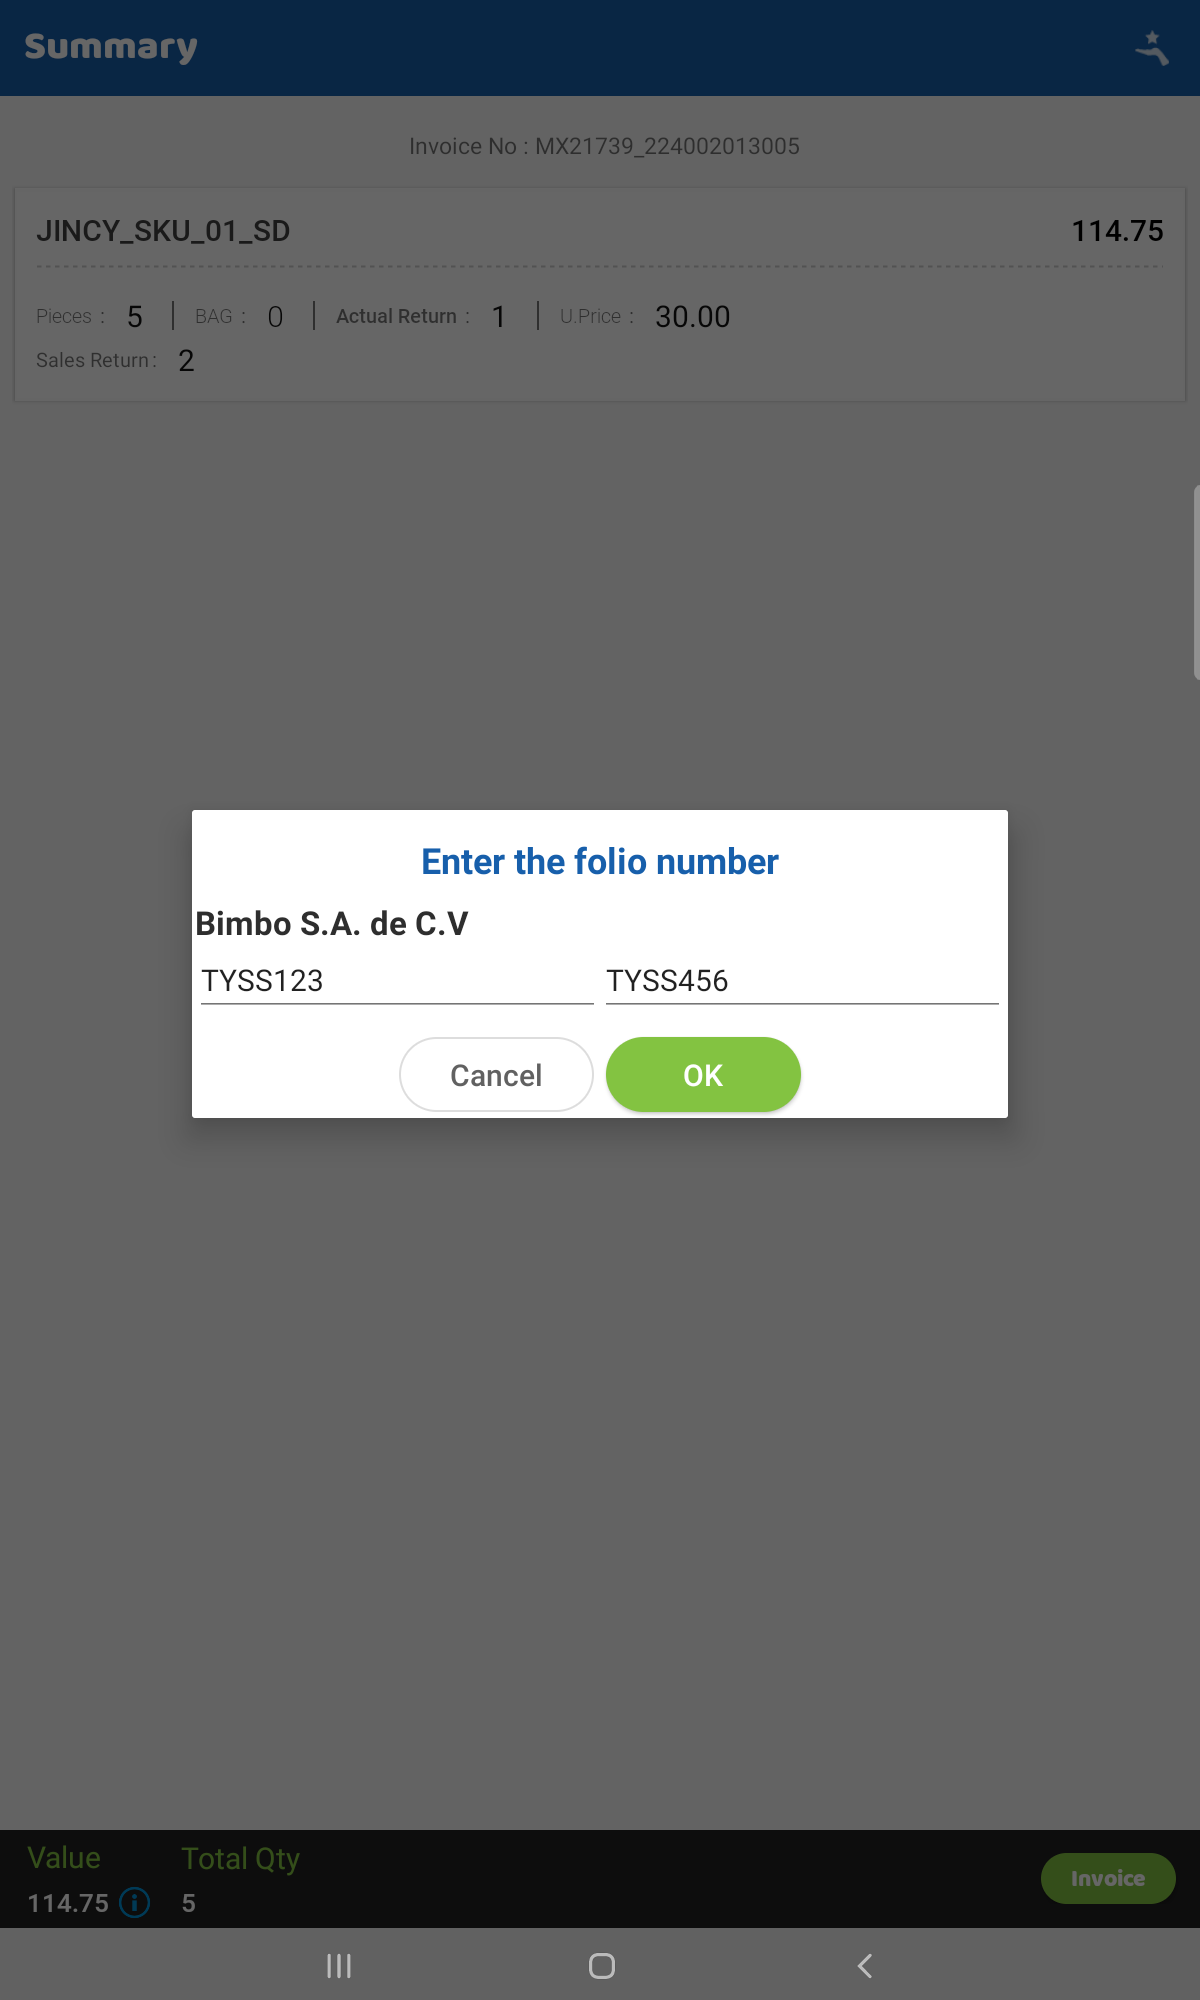 Summary
Invoice No : MX21739_224002013005
JINCY_SKU_01_SD 114.75
Pieces : 5 BAG : 0 Actual Return : 1 U.Price : 30.00
Sales Return : 2
Enter the folio number
Bimbo S.A. de C.V
TYSS123 TYSS456
Cancel OK
Value Total Qty
114.75 5
Invoice